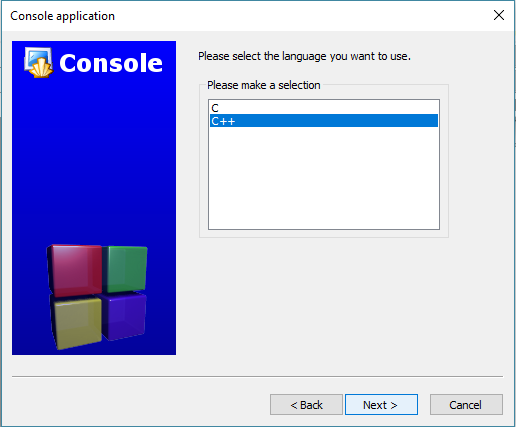 Console application
Console
Please select the language you want to use.
Please make a selection
C
C++
< Back
Next >
Cancel